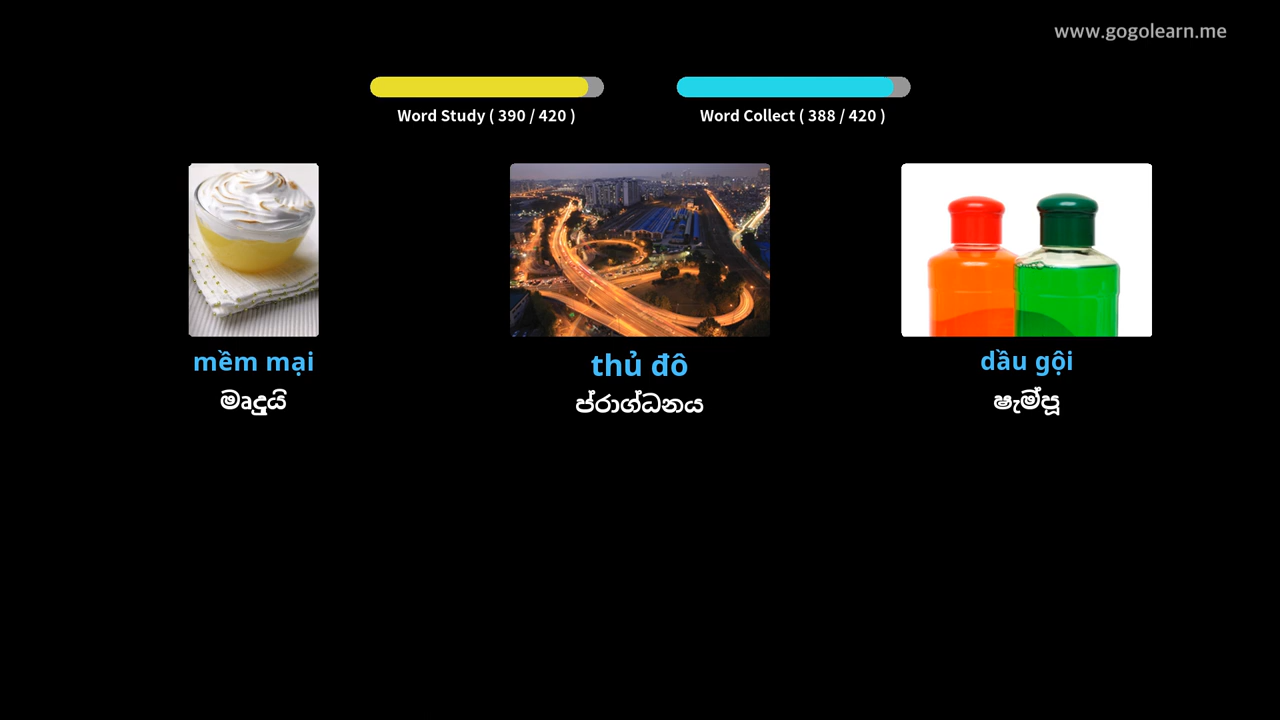 www.gogolearn.me
Word Study ( 390 / 420 )
Word Collect ( 388 / 420 )
mềm mại
thủ đô
dầu gội
මෘදුයි
ප්රාග්ධනය
ෂැම්පූ